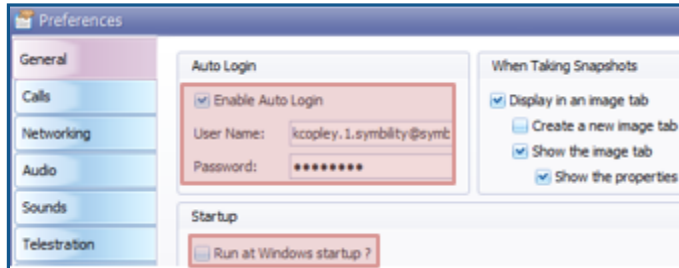 Preferences
General
Calls
Networking
Audio
Sounds
Telestration
Auto Login
Enable Auto Login
User Name: kcopley.1.symbility@symb
Password: ●●●●●●●●
Startup
Run at Windows startup ?
When Taking Snapshots
Display in an image tab
Create a new image tab
Show the image tab
Show the properties